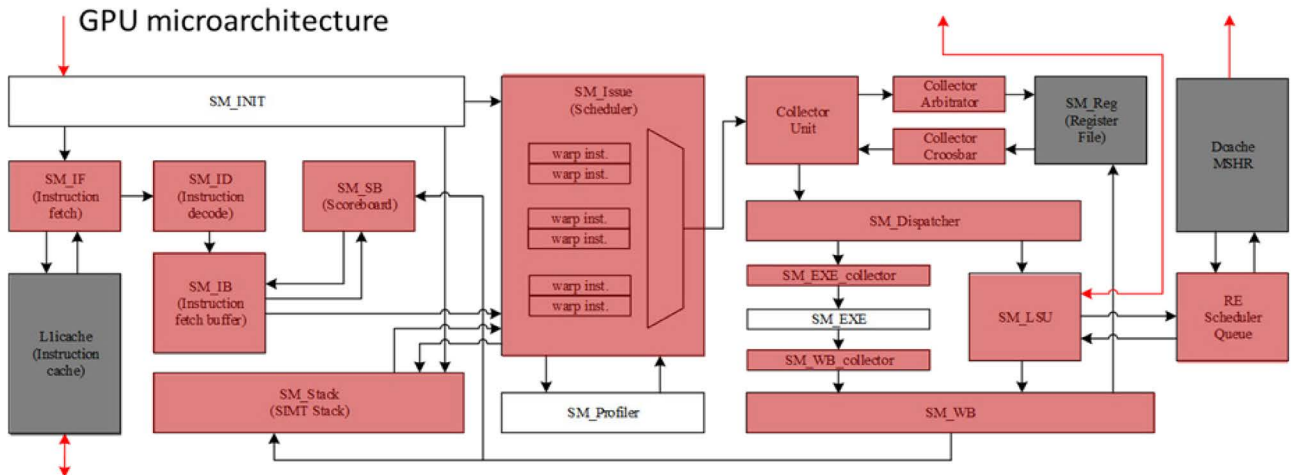 GPU microarchitecture
SM_INIT
SM_IF
(Instruction
fetch)
SM_ID
(Instruction
decode)
SM_SB
(Scoreboard)
L1icache
(Instruction
cache)
SM_IB
(Instruction
fetch buffer)
SM_Stack
(SIMT Stack)
SM_Issue
(Scheduler)
warp inst.
warp inst.
warp inst.
warp inst.
warp inst.
warp inst.
SM_Profiler
Collector
Unit
Collector
Arbitrator
Collector
Croosbar
SM_Reg
(Register
File)
SM_Dispatcher
SM_EXE_collector
SM_EXE
SM_WB_collector
SM_LSU
SM_WB
Dcache
MSHR
RE
Scheduler
Queue